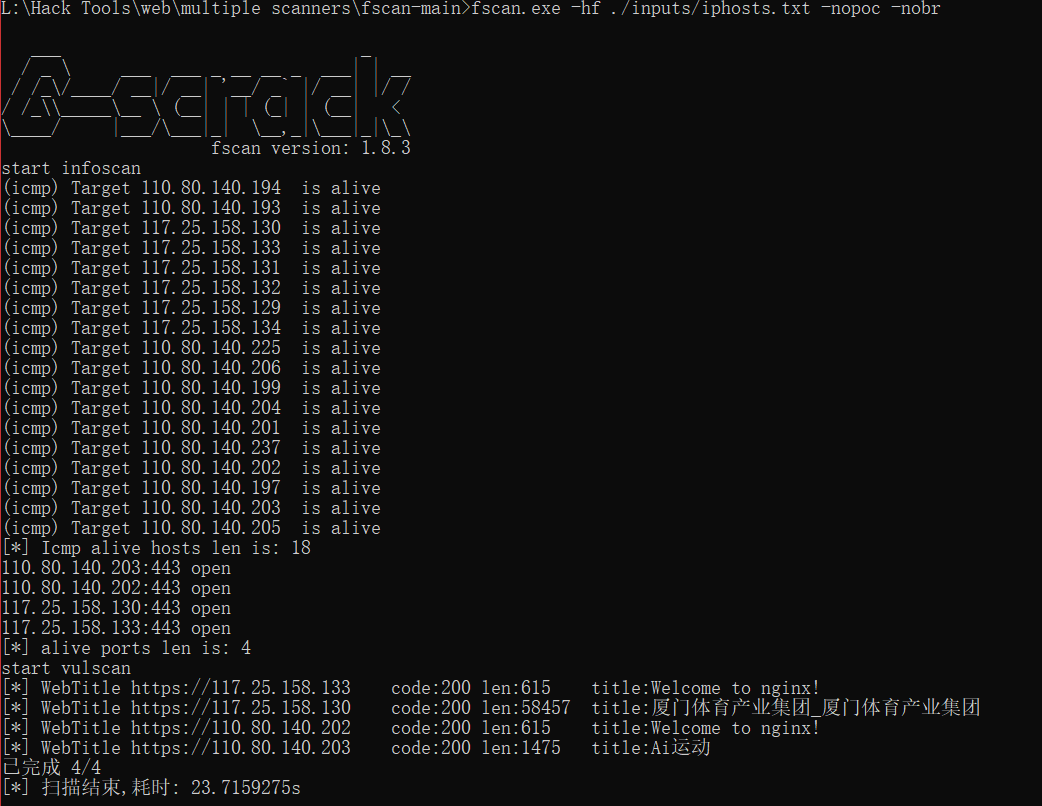 L:\Hack Tools\web\multiple scanners\fscan-main>fscan.exe -hf ./inputs/iphosts.txt -nopoc -nobr
fscan version: 1.8.3
start infoscan
(icmp) Target 110.80.140.194  is alive
(icmp) Target 110.80.140.193  is alive
(icmp) Target 117.25.158.130  is alive
(icmp) Target 117.25.158.133  is alive
(icmp) Target 117.25.158.131  is alive
(icmp) Target 117.25.158.132  is alive
(icmp) Target 117.25.158.129  is alive
(icmp) Target 117.25.158.134  is alive
(icmp) Target 110.80.140.225  is alive
(icmp) Target 110.80.140.206  is alive
(icmp) Target 110.80.140.199  is alive
(icmp) Target 110.80.140.204  is alive
(icmp) Target 110.80.140.201  is alive
(icmp) Target 110.80.140.237  is alive
(icmp) Target 110.80.140.202  is alive
(icmp) Target 110.80.140.197  is alive
(icmp) Target 110.80.140.203  is alive
(icmp) Target 110.80.140.205  is alive
[*] Icmp alive hosts len is: 18
110.80.140.203:443 open
110.80.140.202:443 open
117.25.158.130:443 open
117.25.158.133:443 open
[*] alive ports len is: 4
start vulscan
[*] WebTitle https://117.25.158.133    code:200 len:615    title:Welcome to nginx!
[*] WebTitle https://117.25.158.130    code:200 len:58457  title:厦门体育产业集团_厦门体育产业集团
[*] WebTitle https://110.80.140.202    code:200 len:615    title:Welcome to nginx!
[*] WebTitle https://110.80.140.203    code:200 len:1475   title:Ai运动
已完成 4/4
[*] 扫描结束,耗时: 23.7159275s